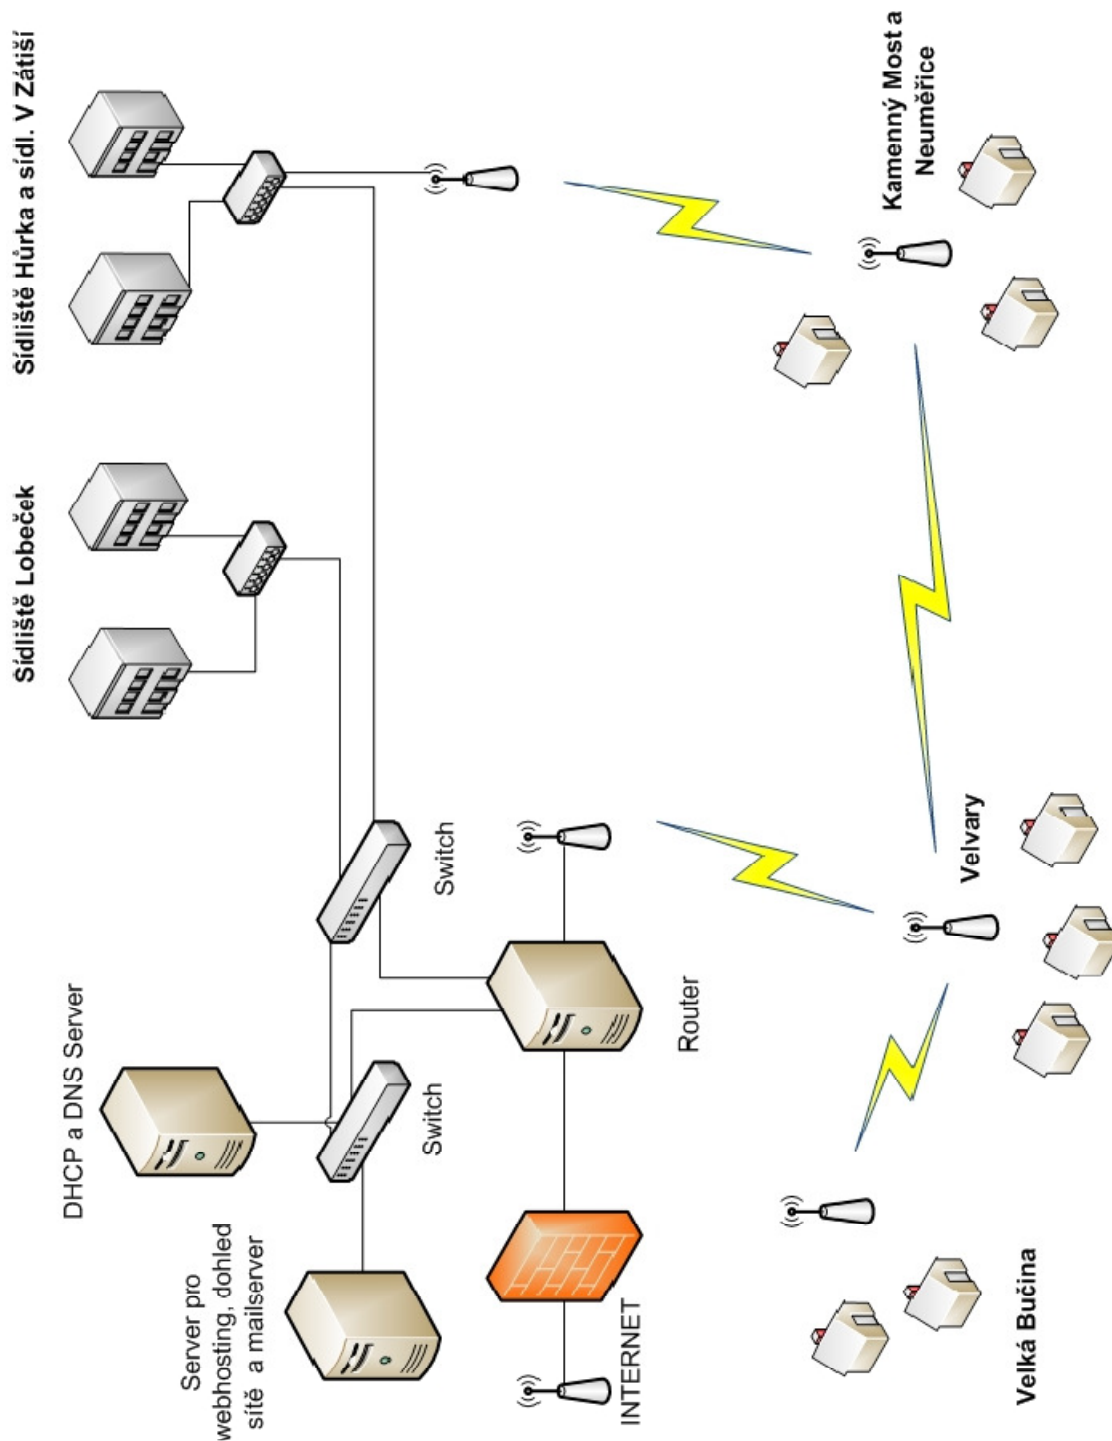 Server pro
webhosting, dohled
sítě a mailserver
DHCP a DNS Server
Sídliště Lobeček
Sídliště Hůrka a sídl. V Zátiší
Switch
Switch
INTERNET
Router
Velká Bučina
Velvary
Kamenný Most a
Neuměřice